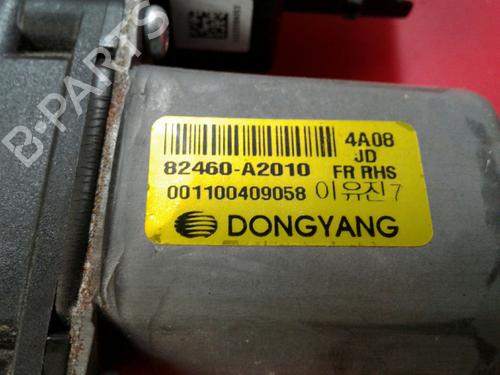 4A08
82460-A2010 JD
FR RHS
001100409058 이유진 7
DONGYANG
B-PARTS